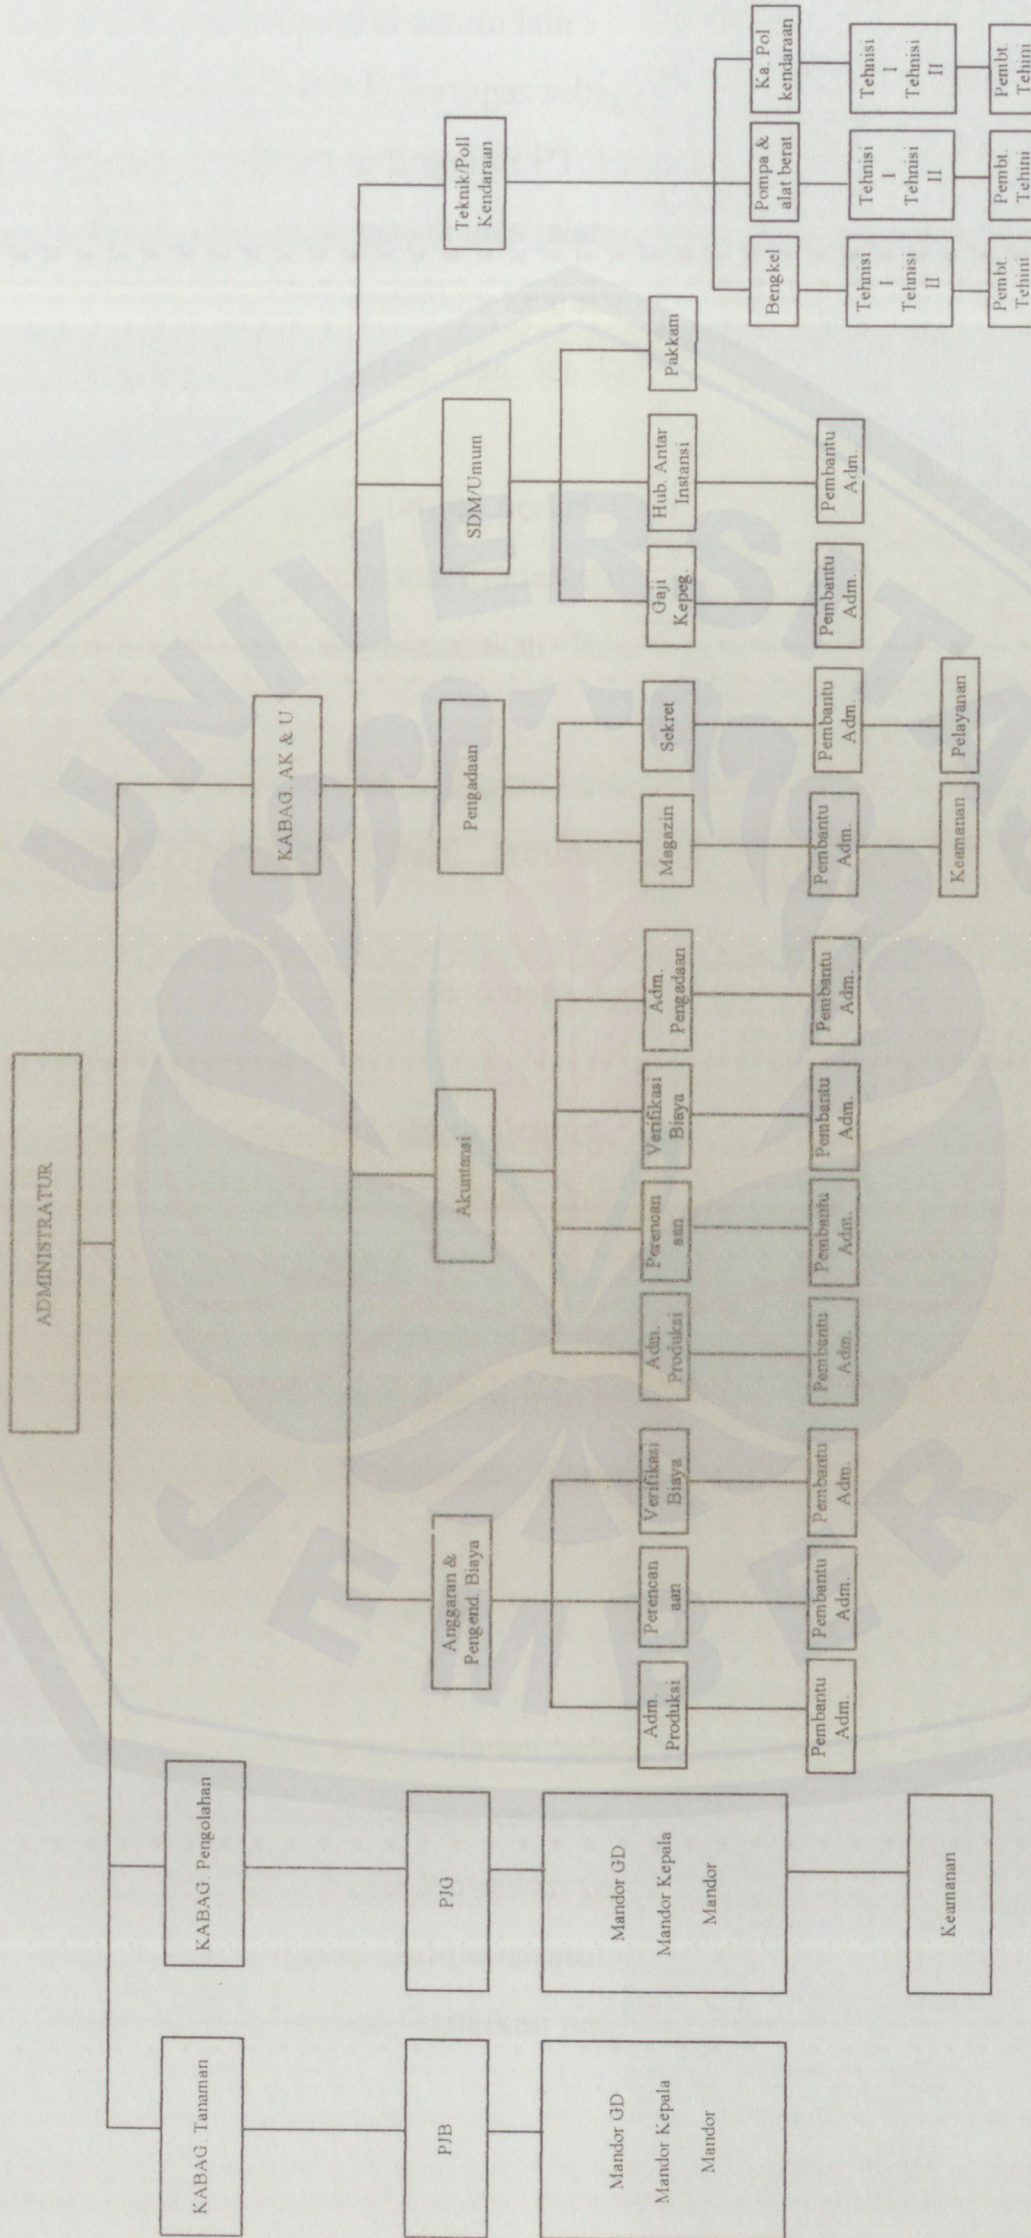 ADMINISTRATUR
KABAG. Tanaman
KABAG. Pengolahan
KABAG. AK & U
PJB
PJG
Anggaran &
Pengend. Biaya
Akuntansi
Pengadaan
SDM/Umum
Teknik/Poll
Kendaraan
Mandor GD
Mandor Kepala
Mandor
Mandor GD
Mandor Kepala
Mandor
Adm.
Produksi
Perencan
aan
Verifikasi
Biaya
Adm.
Produksi
Perencan
aan
Verifikasi
Biaya
Adm.
Pengadaan
Magazin
Sekret
Gaji
Kepeg.
Hub. Antar
Instansi
Pakkam
Bengkel
Pompa &
alat berat
Ka. Pol
kendaraan
Pembantu
Adm.
Pembantu
Adm.
Pembantu
Adm.
Pembantu
Adm.
Pembantu
Adm.
Pembantu
Adm.
Pembantu
Adm.
Pembantu
Adm.
Pembantu
Adm.
Pembantu
Adm.
Pembantu
Adm.
Tehnisi
I
Tehnisi
II
Tehnisi
I
Tehnisi
II
Tehnisi
I
Tehnisi
II
Keamanan
Keamanan
Pelayanan
Pembt.
Tehini
Pembt.
Tehini
Pembt.
Tehini
UNIVERSITAS
JEMBER